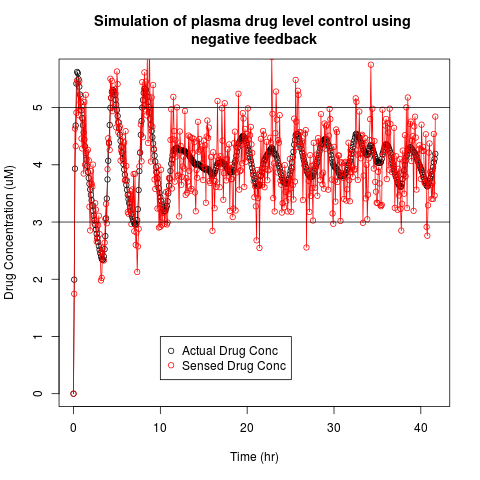 Simulation of plasma drug level control using
negative feedback
Drug Concentration (uM)
5
4
3
2
1
0
Actual Drug Conc
Sensed Drug Conc
0
10
20
30
40
Time (hr)